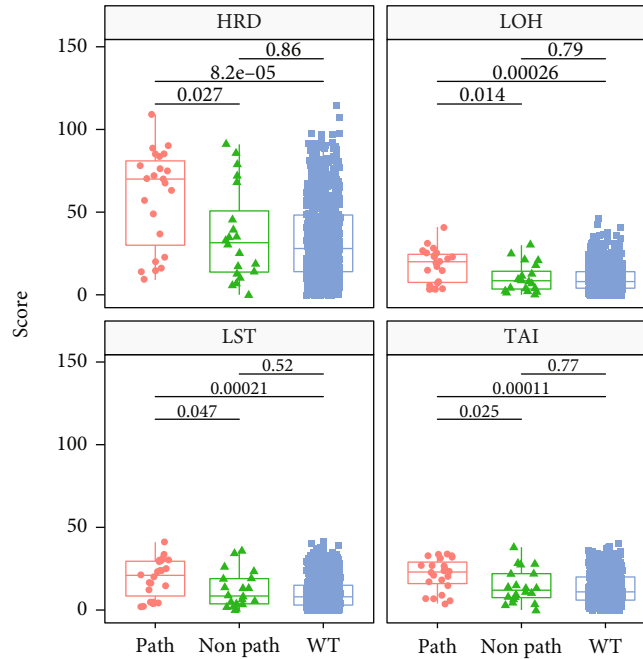 HRD
LOH
150
100
50
0
0.86
8.2e–05
0.027
0.79
0.00026
0.014
Score
LST
TAI
150
100
50
0
0.52
0.00021
0.047
0.77
0.00011
0.025
Path
Non path
WT
Path
Non path
WT